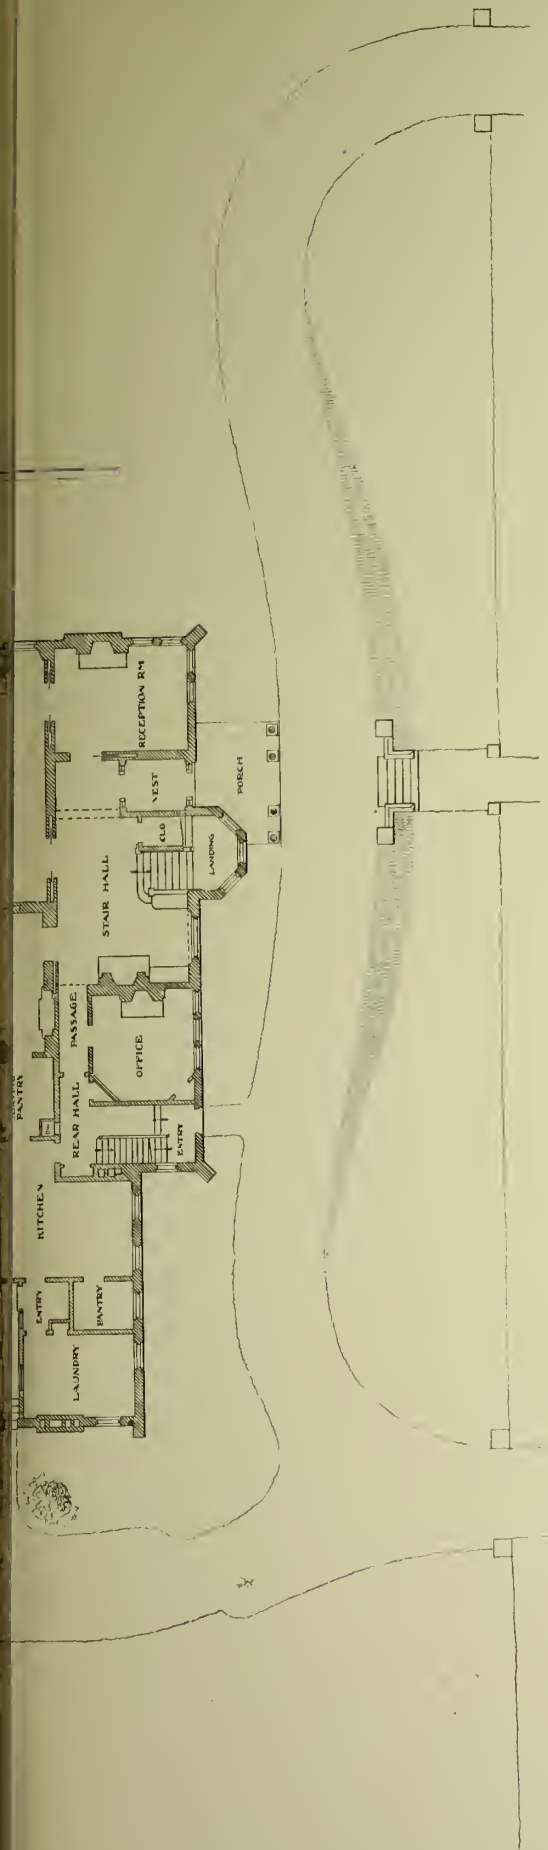 RECEPTION RM
VEST
PORCH
CLO
LANDING
STAIR HALL
PASSAGE
OFFICE
REAR HALL
ENTRY
PANTRY
KITCHEN
ENTRY
PANTRY
LAUNDRY